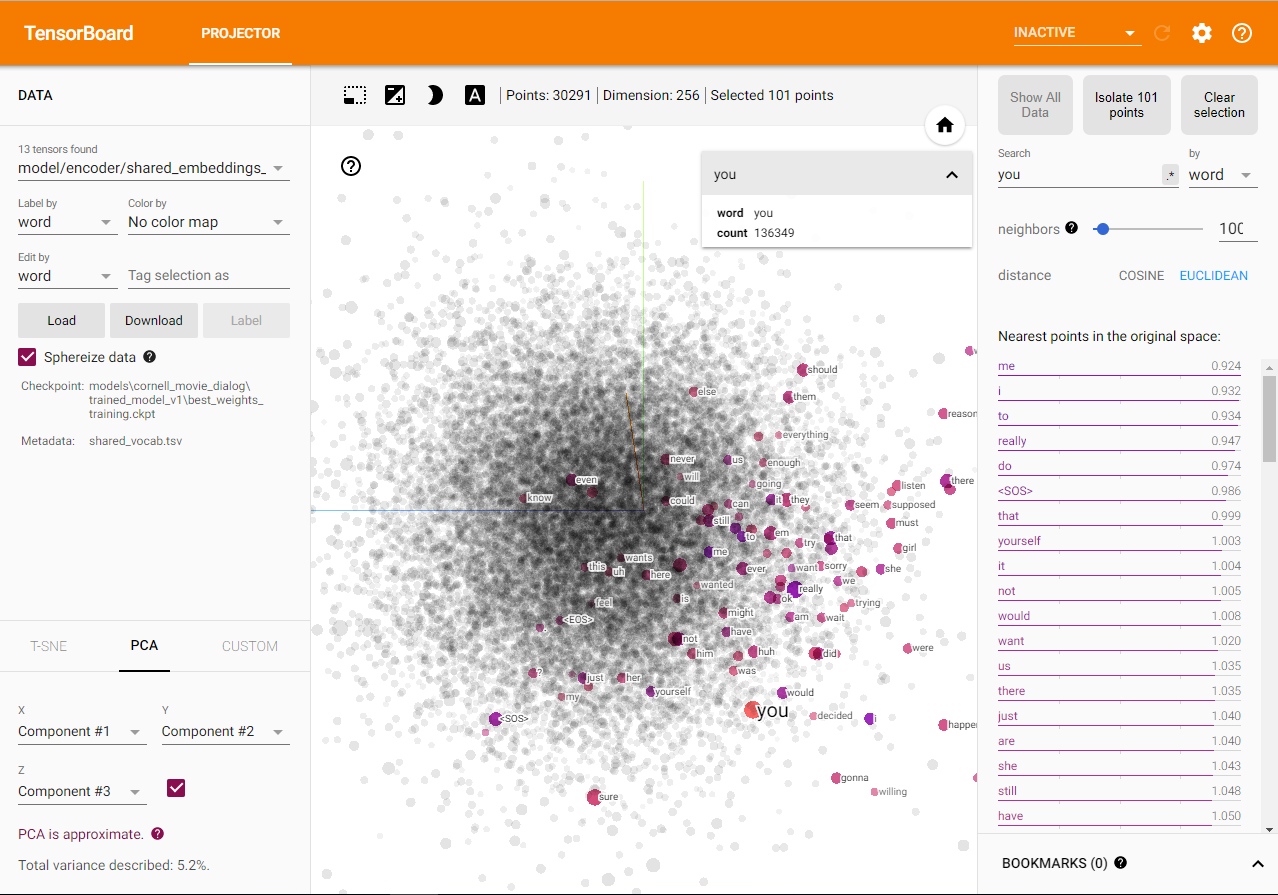 TensorBoard
PROJECTOR
INACTIVE
DATA
Points: 30291
Dimension: 256
Selected 101 points
13 tensors found
model/encoder/shared_embeddings_
Label by
word
Color by
No color map
Edit by
word
Tag selection as
Load
Download
Label
Sphereize data
Checkpoint: models\cornell_movie_dialog\
trained_model_v1\best_weights_
training.ckpt
Metadata: shared_vocab.tsv
T-SNE
PCA
CUSTOM
X
Component #1
Y
Component #2
Z
Component #3
PCA is approximate.
Total variance described: 5.2%.
you
word you
count 136349
should
else
them
reason
everything
never
us
enough
even
will
going
there
listen
know
could
can
it
they
seem
supposed
still
must
to
em
that
me
try
girl
wants
this
uh
here
ever
want
sorry
she
wanted
really
we
feel
is
ok
trying
<EOS>
might
am
wait
not
have
him
huh
did
were
was
?
just
her
my
yourself
would
<SOS>
you
decided
i
happen
gonna
willing
sure
Show All
Data
Isolate 101
points
Clear
selection
Search
you
.*
by
word
neighbors
100
distance
COSINE
EUCLIDEAN
Nearest points in the original space:
me 0.924
i 0.932
to 0.934
really 0.947
do 0.974
<SOS> 0.986
that 0.999
yourself 1.003
it 1.004
not 1.005
would 1.008
want 1.020
us 1.035
there 1.035
just 1.040
are 1.040
she 1.043
still 1.048
have 1.050
BOOKMARKS (0)